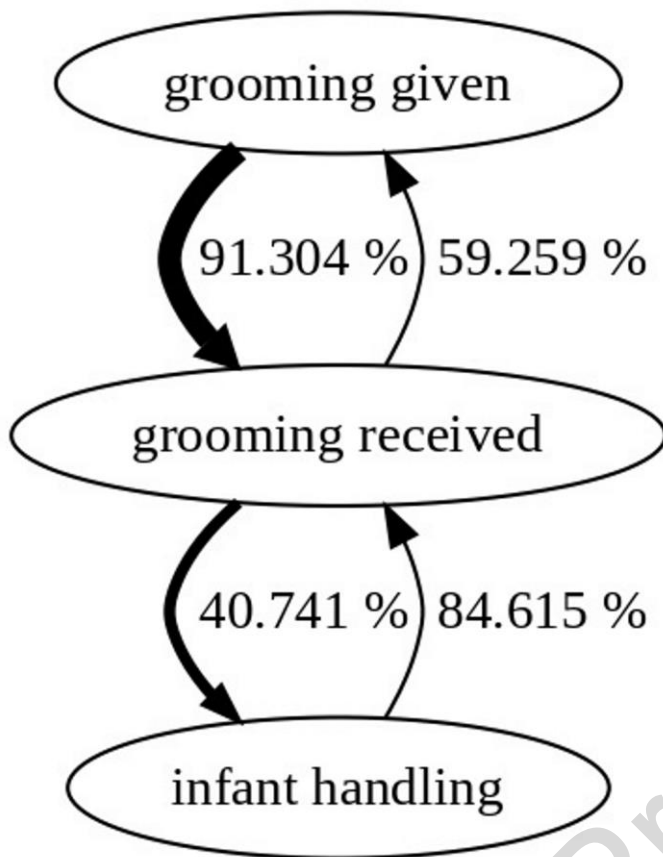 grooming given
91.304 % 59.259 %
grooming received
40.741 % 84.615 %
infant handling